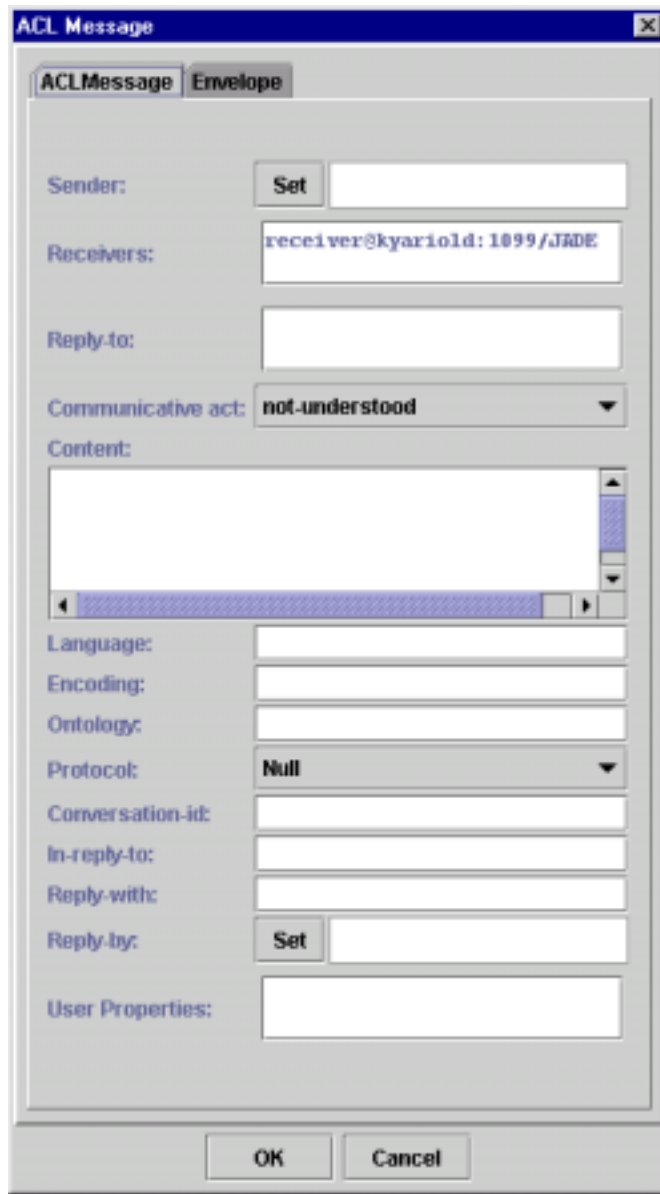 ACL Message
ACLMessage Envelope
Sender: Set
Receivers: receiver@kyariold:1099/JADE
Reply-to:
Communicative act: not-understood
Content:
Language:
Encoding:
Ontology:
Protocol: Null
Conversation-id:
In-reply-to:
Reply-with:
Reply-by: Set
User Properties:
OK Cancel